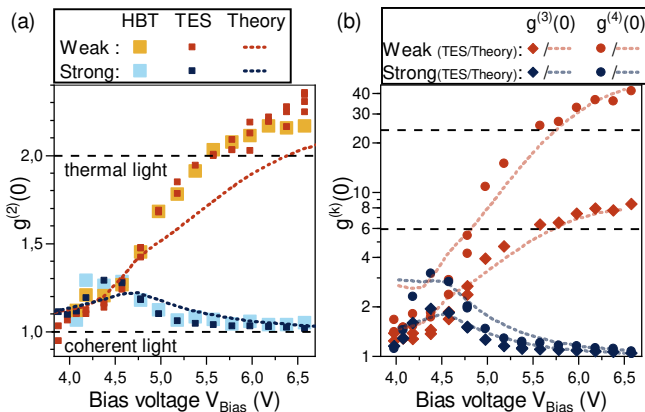 (a)
HBT TES Theory
Weak :
Strong:
g(2)(0)
2,0
1,5
1,0
thermal light
coherent light
4,0 4,5 5,0 5,5 6,0 6,5
Bias voltage VBias (V)
(b)
g(3)(0) g(4)(0)
Weak (TES/Theory): / /
Strong(TES/Theory): / /
g(k)(0)
40
20
8
6
4
2
1
4,0 4,5 5,0 5,5 6,0 6,5
Bias voltage VBias (V)